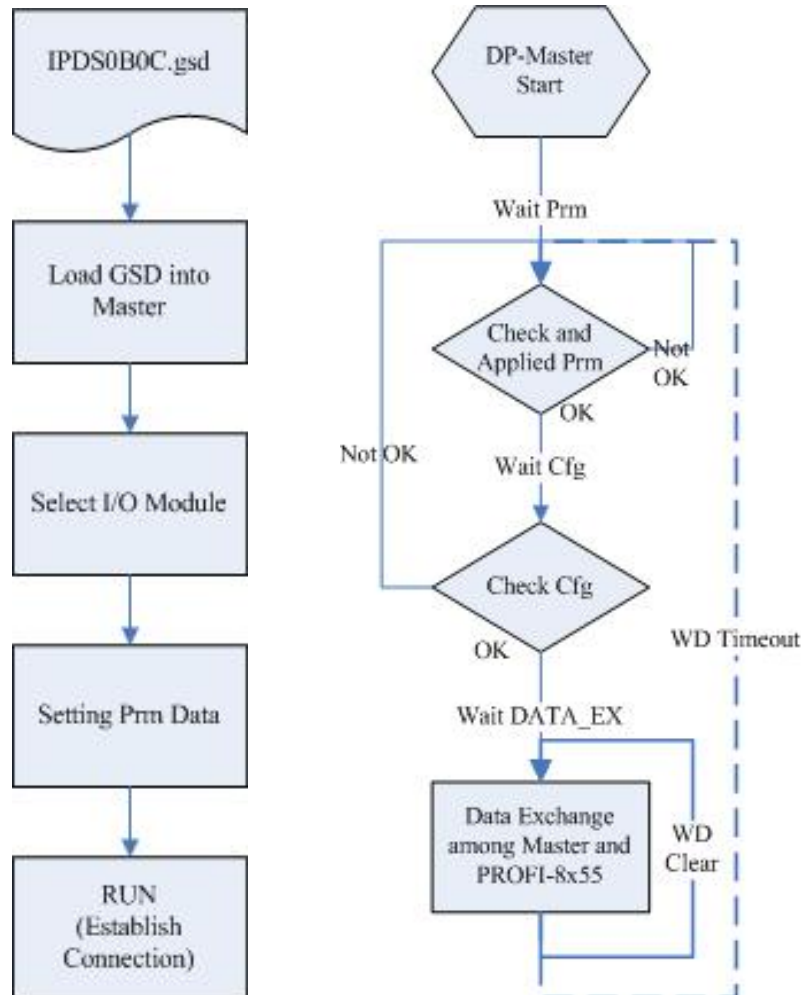 IPDS0B0C.gsd
Load GSD into
Master
Select I/O Module
Setting Prm Data
RUN
(Establish
Connection)
DP-Master
Start
Wait Prm
Check and
Applied Prm
Not
OK
OK
Not OK
Wait Cfg
Check Cfg
OK
WD Timeout
Wait DATA_EX
Data Exchange
among Master and
PROFI-8x55
WD
Clear